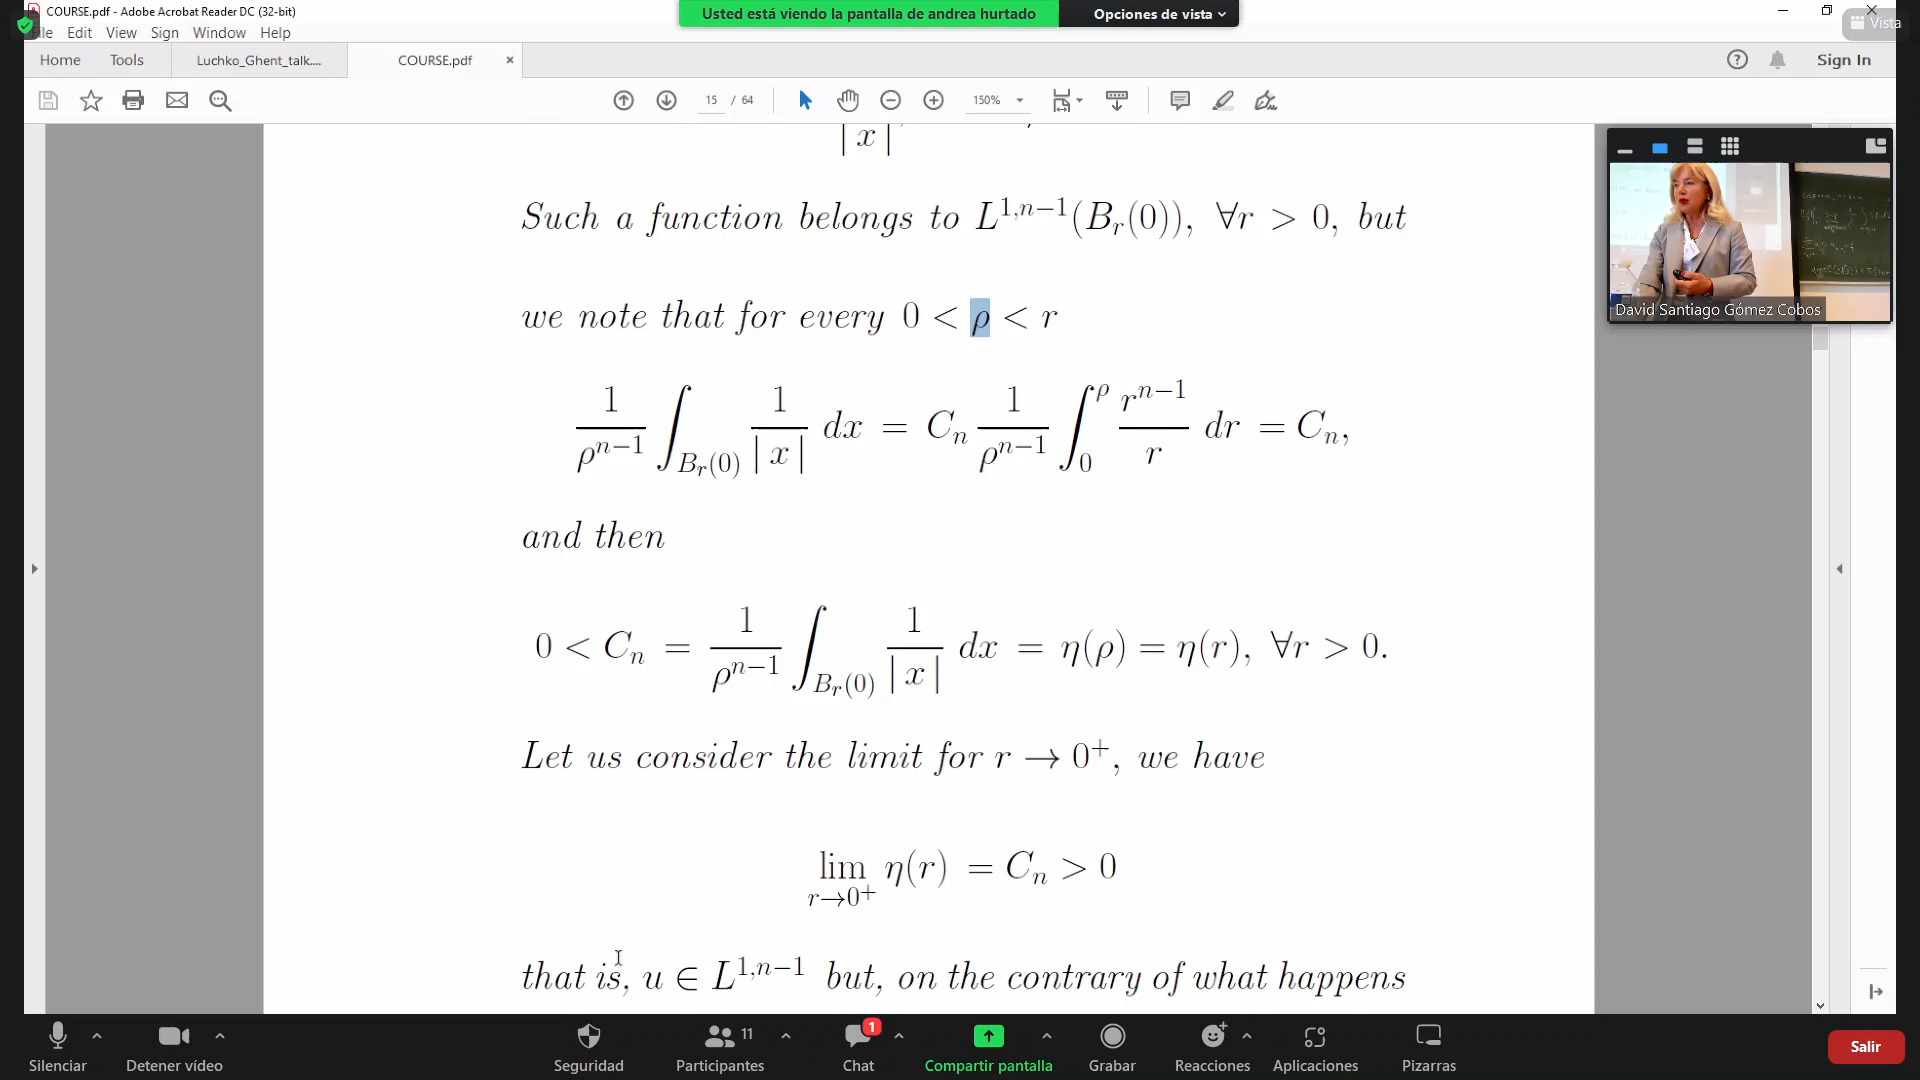 COURSE.pdf - Adobe Acrobat Reader DC (32-bit)
Usted está viendo la pantalla de andrea hurtado
Opciones de vista
Vista
File Edit View Sign Window Help
Home Tools Luchko_Ghent_talk.... COURSE.pdf × Sign In
15 / 64 150%
| x |
Such a function belongs to L^{1,n−1}(B_r(0)), ∀r > 0, but
we note that for every 0 < ρ < r
1/ρ^{n−1} ∫_{B_r(0)} 1/| x | dx = C_n 1/ρ^{n−1} ∫_0^ρ r^{n−1}/r dr = C_n,
and then
0 < C_n = 1/ρ^{n−1} ∫_{B_r(0)} 1/| x | dx = η(ρ) = η(r), ∀r > 0.
Let us consider the limit for r → 0^+, we have
lim_{r→0^+} η(r) = C_n > 0
that is, u ∈ L^{1,n−1} but, on the contrary of what happens
David Santiago Gómez Cobos
Silenciar
Detener vídeo
Seguridad
Participantes 11
Chat 1
Compartir pantalla
Grabar
Reacciones
Aplicaciones
Pizarras
Salir